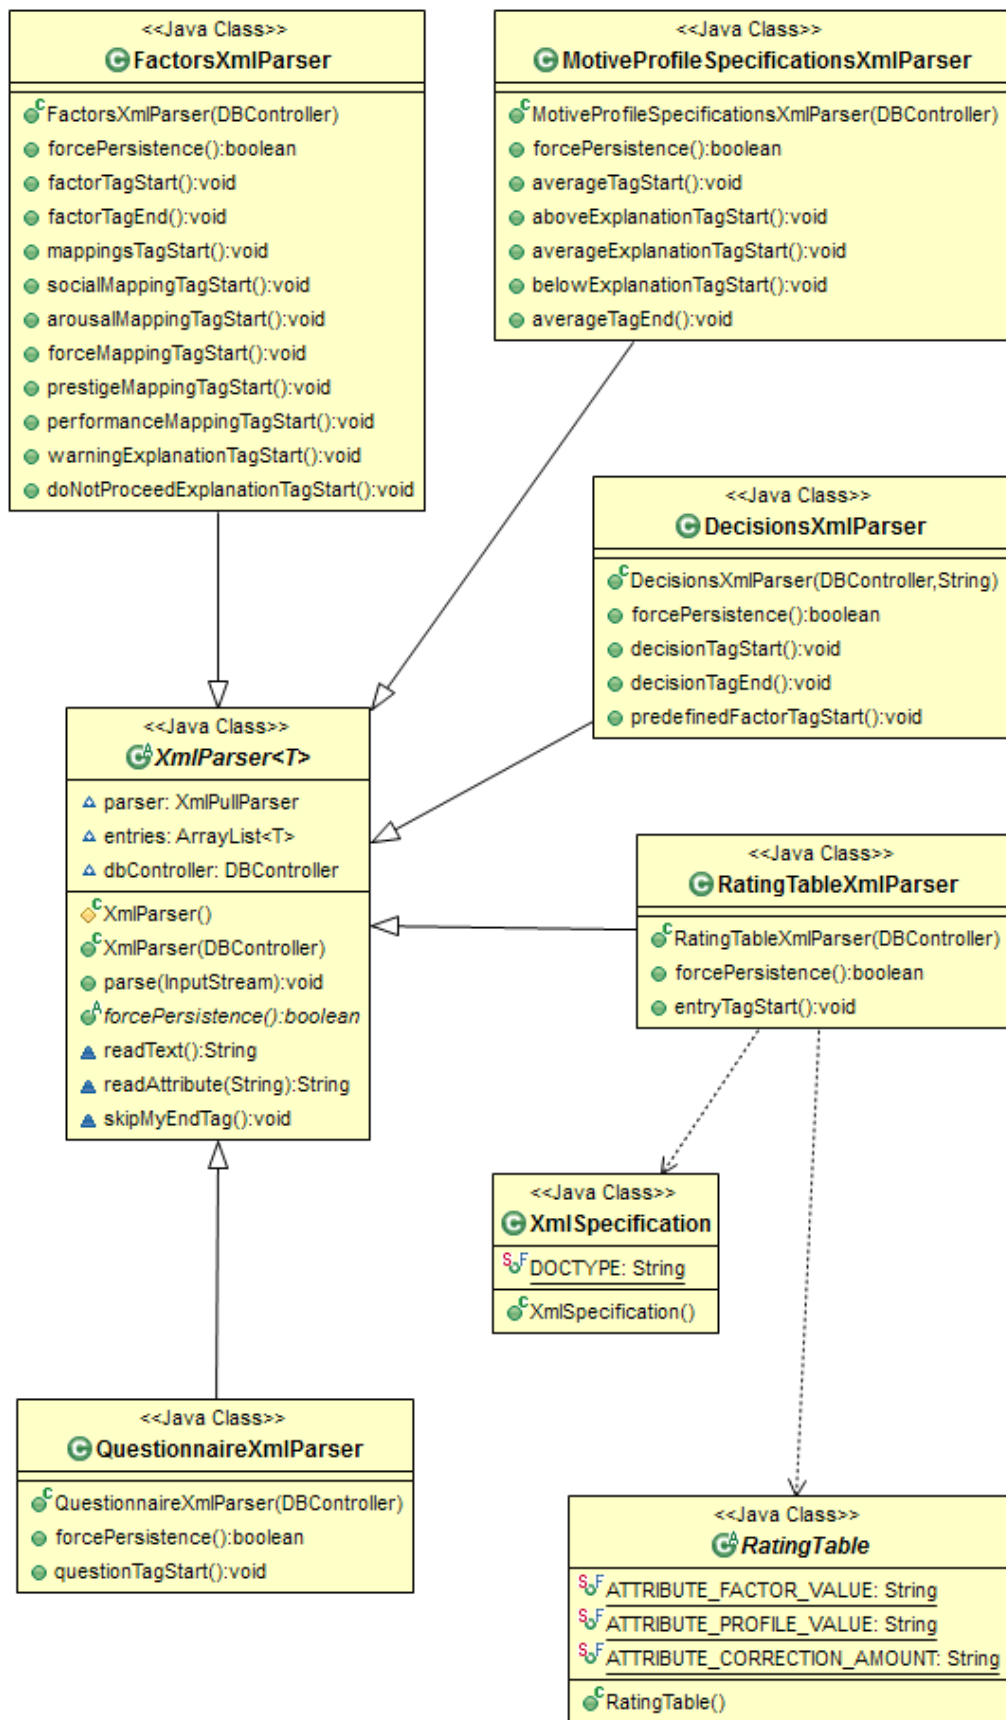 <<Java Class>>
FactorsXmlParser
FactorsXmlParser(DBController)
forcePersistence():boolean
factorTagStart():void
factorTagEnd():void
mappingsTagStart():void
socialMappingTagStart():void
arousalMappingTagStart():void
forceMappingTagStart():void
prestigeMappingTagStart():void
performanceMappingTagStart():void
warningExplanationTagStart():void
doNotProceedExplanationTagStart():void
<<Java Class>>
MotiveProfileSpecificationsXmlParser
MotiveProfileSpecificationsXmlParser(DBController)
forcePersistence():boolean
averageTagStart():void
aboveExplanationTagStart():void
averageExplanationTagStart():void
belowExplanationTagStart():void
averageTagEnd():void
<<Java Class>>
DecisionsXmlParser
DecisionsXmlParser(DBController,String)
forcePersistence():boolean
decisionTagStart():void
decisionTagEnd():void
predefinedFactorTagStart():void
<<Java Class>>
XmlParser<T>
parser: XmlPullParser
entries: ArrayList<T>
dbController: DBController
XmlParser()
XmlParser(DBController)
parse(InputStream):void
forcePersistence():boolean
readText():String
readAttribute(String):String
skipMyEndTag():void
<<Java Class>>
RatingTableXmlParser
RatingTableXmlParser(DBController)
forcePersistence():boolean
entryTagStart():void
<<Java Class>>
XmlSpecification
DOCTYPE: String
XmlSpecification()
<<Java Class>>
QuestionnaireXmlParser
QuestionnaireXmlParser(DBController)
forcePersistence():boolean
questionTagStart():void
<<Java Class>>
RatingTable
ATTRIBUTE_FACTOR_VALUE: String
ATTRIBUTE_PROFILE_VALUE: String
ATTRIBUTE_CORRECTION_AMOUNT: String
RatingTable()